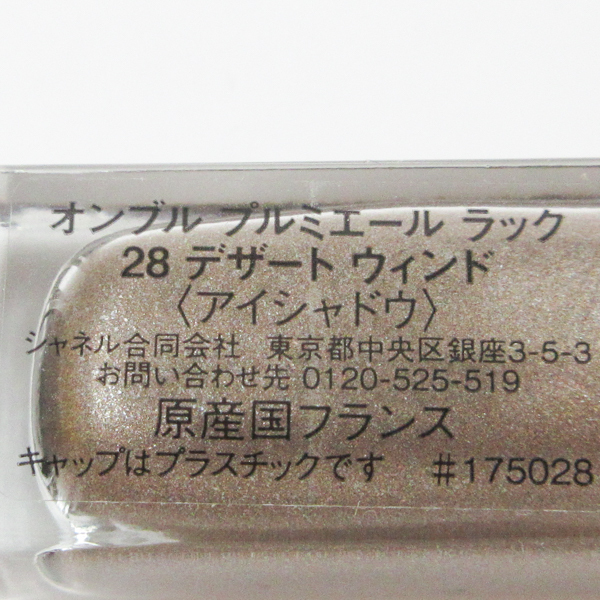 オンブル プルミエール ラック
28 デザート ウィンド
〈アイシャドウ〉
シャネル合同会社 東京都中央区銀座3-5-3
お問い合わせ先 0120-525-519
原産国フランス
キャップはプラスチックです #175028